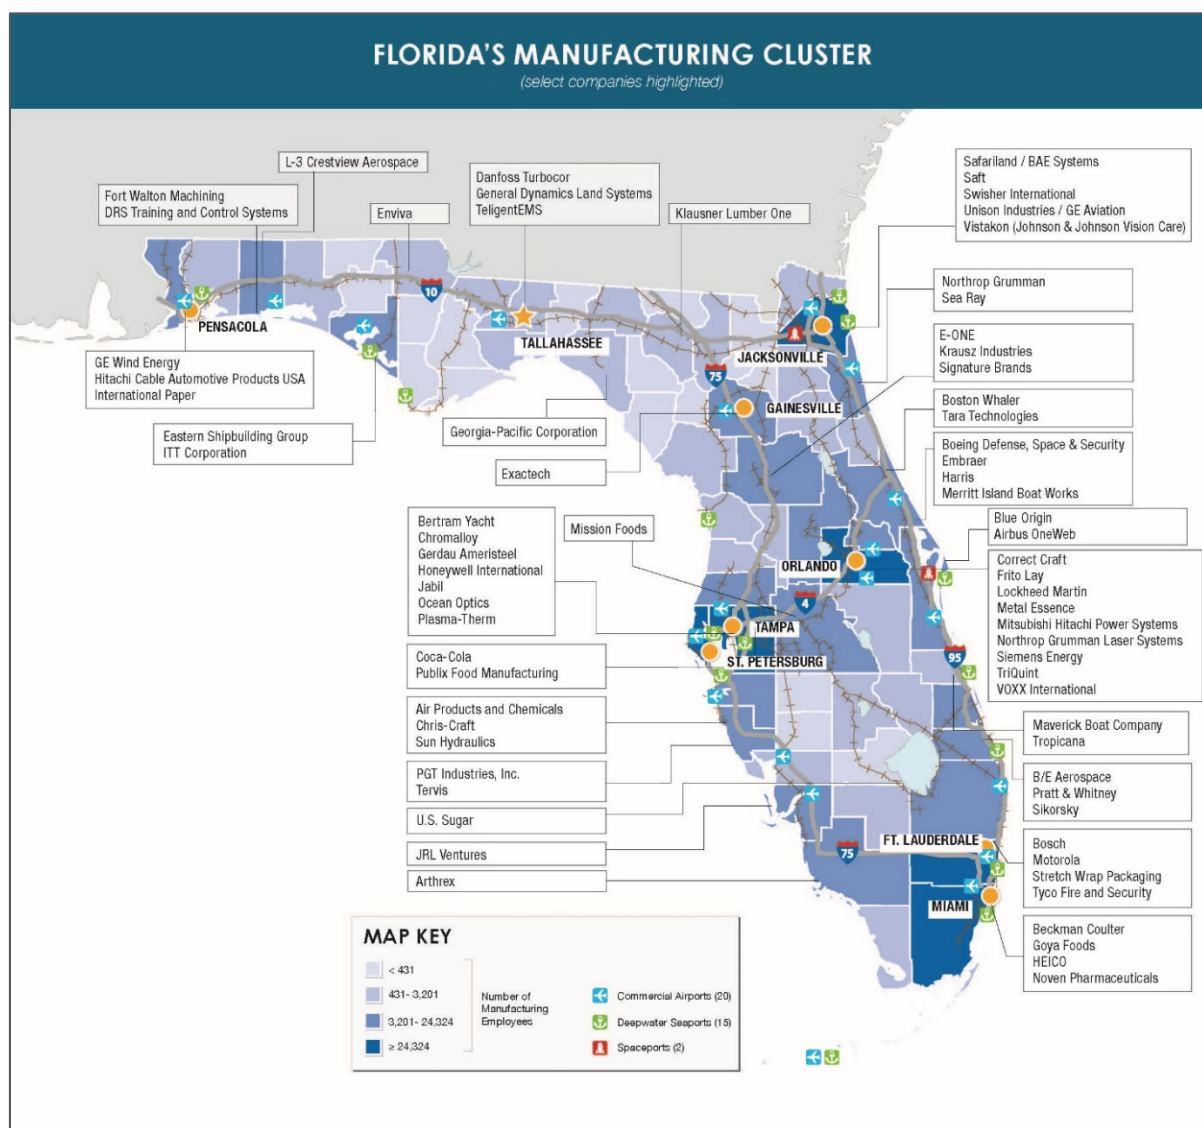 FLORIDA'S MANUFACTURING CLUSTER
(select companies highlighted)
L-3 Crestview Aerospace
Fort Walton Machining
DRS Training and Control Systems
Enviva
Danfoss Turbocor
General Dynamics Land Systems
TeligentEMS
Klausner Lumber One
Safariland / BAE Systems
Saft
Swisher International
Unison Industries / GE Aviation
Vistakon (Johnson & Johnson Vision Care)
Northrop Grumman
Sea Ray
E-ONE
Krausz Industries
Signature Brands
Boston Whaler
Tara Technologies
Boeing Defense, Space & Security
Embraer
Harris
Merritt Island Boat Works
Blue Origin
Airbus OneWeb
Correct Craft
Frito Lay
Lockheed Martin
Metal Essence
Mitsubishi Hitachi Power Systems
Northrop Grumman Laser Systems
Siemens Energy
TriQuint
VOXX International
Maverick Boat Company
Tropicana
B/E Aerospace
Pratt & Whitney
Sikorsky
Bosch
Motorola
Stretch Wrap Packaging
Tyco Fire and Security
Beckman Coulter
Goya Foods
HEICO
Noven Pharmaceuticals
GE Wind Energy
Hitachi Cable Automotive Products USA
International Paper
Eastern Shipbuilding Group
ITT Corporation
Georgia-Pacific Corporation
Exactech
Bertram Yacht
Chromalloy
Gerdau Ameristeel
Honeywell International
Jabil
Ocean Optics
Plasma-Therm
Mission Foods
Coca-Cola
Publix Food Manufacturing
Air Products and Chemicals
Chris-Craft
Sun Hydraulics
PGT Industries, Inc.
Tervis
U.S. Sugar
JRL Ventures
Arthrex
PENSACOLA
10
TALLAHASSEE
JACKSONVILLE
75
GAINESVILLE
ORLANDO
4
TAMPA
ST. PETERSBURG
95
FT. LAUDERDALE
75
MIAMI
MAP KEY
< 431
431- 3,201
3,201- 24,324
≥ 24,324
Number of
Manufacturing
Employees
Commercial Airports (20)
Deepwater Seaports (15)
Spaceports (2)